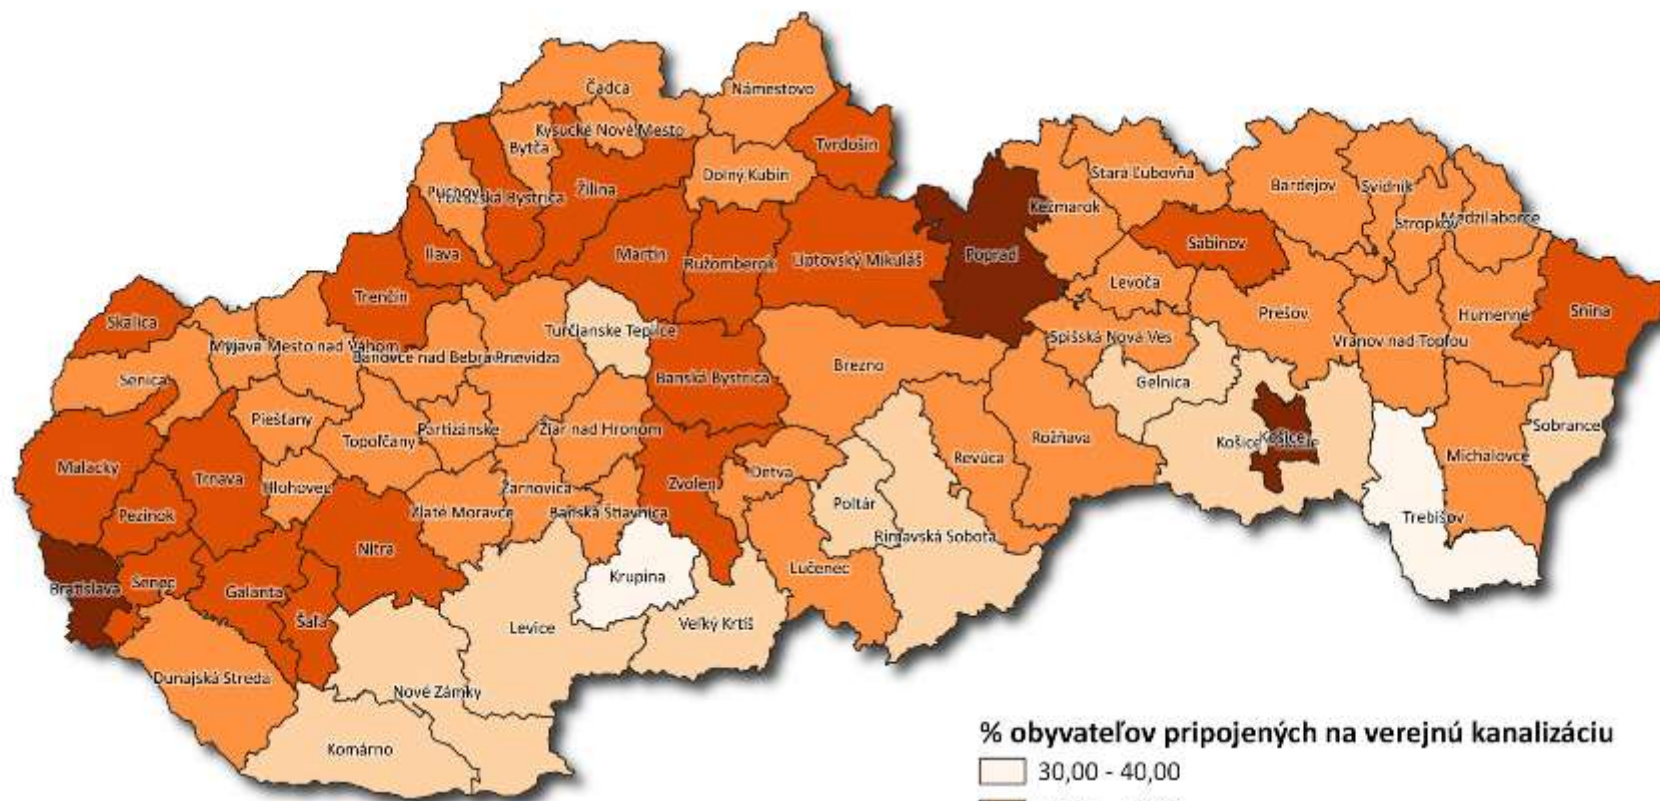 Čadca
Námestovo
Kysucké Nové Mesto
Bytča
Tvrdošín
Dolný Kubín
Stará Ľubovňa
Bardejov
Svidník
Púchov
Považská Bystrica
Žilina
Kežmarok
Stropkov
Medzilaborce
Ilava
Martin
Ružomberok
Liptovský Mikuláš
Poprad
Sabinov
Levoča
Trenčín
Skalica
Turčianske Teplice
Spišská Nová Ves
Prešov
Humenné
Snina
Myjava
Mesto nad Váhom
Bánovce nad Bebra
Prievidza
Vranov nad Topľou
Senica
Banská Bystrica
Brezno
Gelnica
Piešťany
Topoľčany
Partizánske
Žiar nad Hronom
Rožňava
Košice
Sobrance
Malacky
Trnava
Hlohovec
Revúca
Michalovce
Detva
Zvolen
Pezinok
Zlaté Moravce
Žarnovica
Banská Štiavnica
Poltár
Trebišov
Rimavská Sobota
Nitra
Lučenec
Krupina
Bratislava
Senec
Galanta
Šaľa
Levice
Veľký Krtíš
Dunajská Streda
Nové Zámky
Komárno
% obyvateľov pripojených na verejnú kanalizáciu
30,00 - 40,00